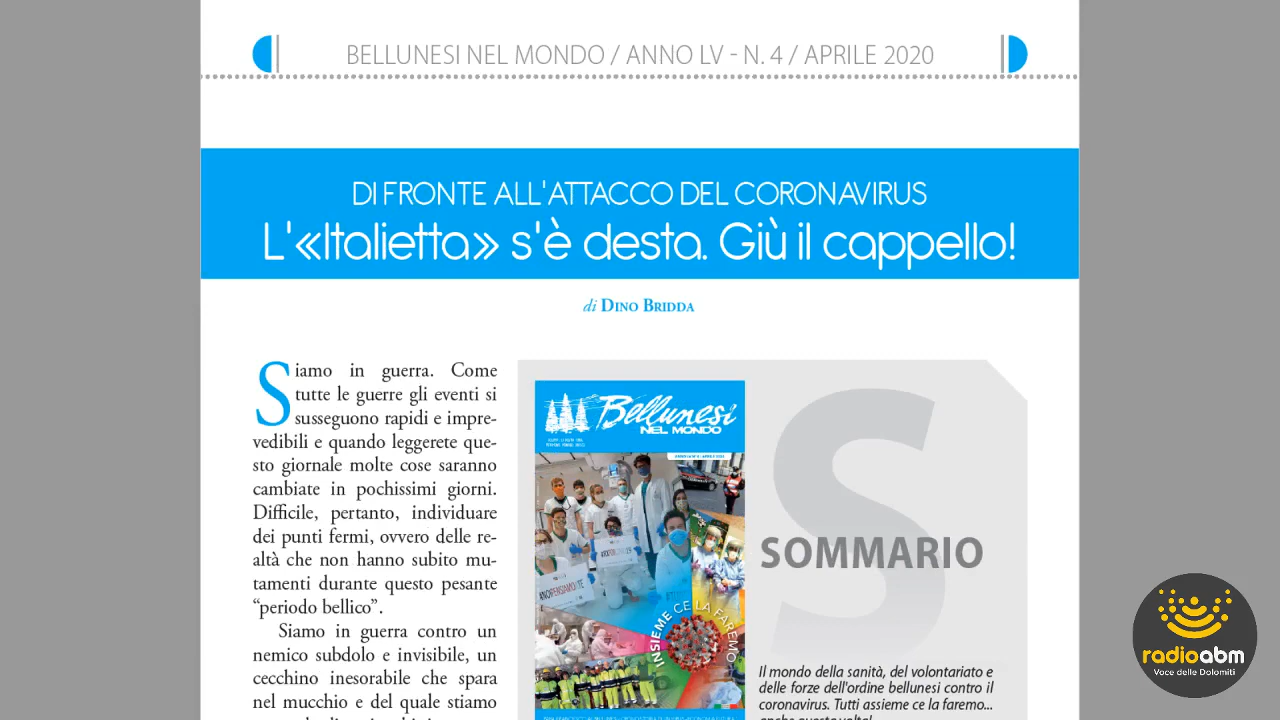 BELLUNESI NEL MONDO / ANNO LV - N. 4 / APRILE 2020
DI FRONTE ALL'ATTACCO DEL CORONAVIRUS
L'«Italietta» s'è desta. Giù il cappello!
di DINO BRIDDA
Siamo in guerra. Come
tutte le guerre gli eventi si
susseguono rapidi e impre-
vedibili e quando leggerete que-
sto giornale molte cose saranno
cambiate in pochissimi giorni.
Difficile, pertanto, individuare
dei punti fermi, ovvero delle re-
altà che non hanno subito mu-
tamenti durante questo pesante
“periodo bellico”.
Siamo in guerra contro un
nemico subdolo e invisibile, un
cecchino inesorabile che spara
nel mucchio e del quale stiamo
Bellunesi
NEL MONDO
INSIEME CE LA FAREMO
S
SOMMARIO
Il mondo della sanità, del volontariato e
delle forze dell'ordine bellunesi contro il
coronavirus. Tutti assieme ce la faremo...
anche questa volta!
radioabm
Voce delle Dolomiti